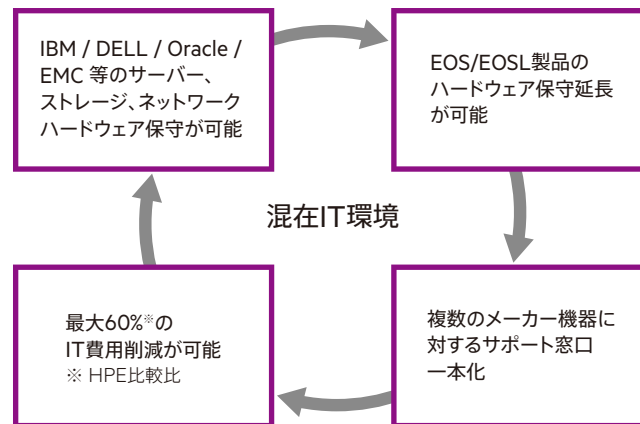 IBM / DELL / Oracle /
EMC 等のサーバー、
ストレージ、ネットワーク
ハードウェア保守が可能
EOS/EOSL製品の
ハードウェア保守延長
が可能
混在IT環境
最大60%※の
IT費用削減が可能
※ HPE比較比
複数のメーカー機器に
対するサポート窓口
一本化